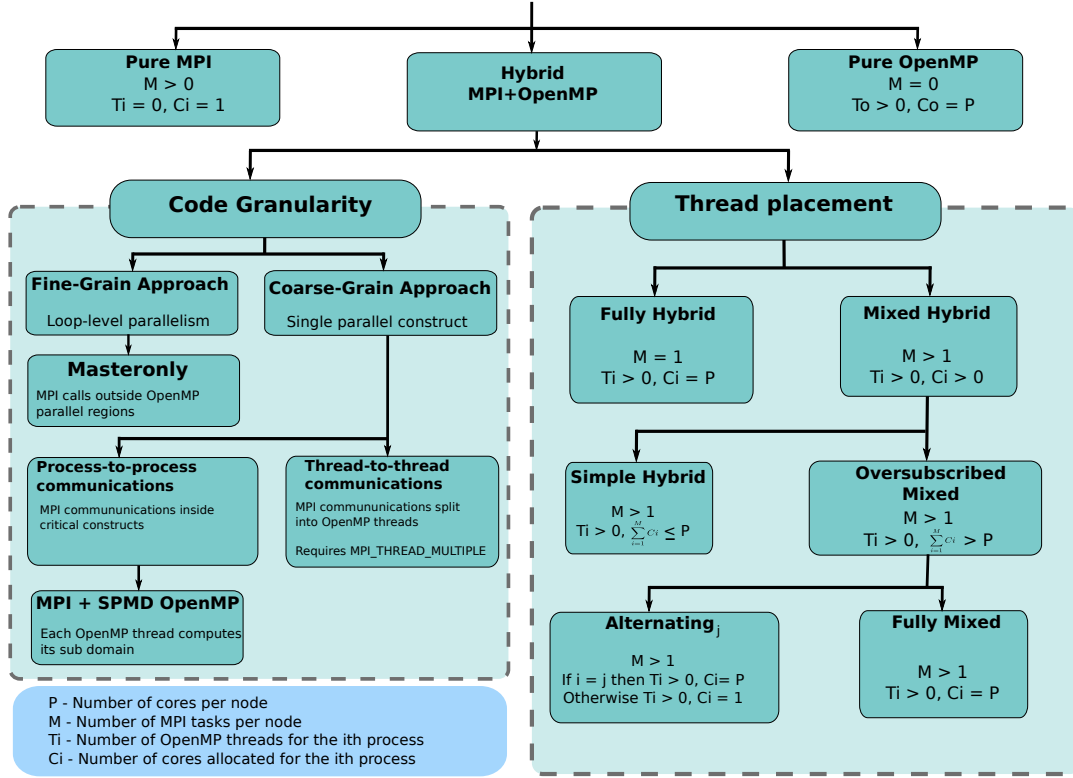 Pure MPI
M > 0
Ti = 0, Ci = 1
Hybrid
MPI+OpenMP
Pure OpenMP
M = 0
To > 0, Co = P
Code Granularity
Fine-Grain Approach
Loop-level parallelism
Coarse-Grain Approach
Single parallel construct
Masteronly
MPI calls outside OpenMP
parallel regions
Process-to-process
communications
MPI commununications inside
critical constructs
Thread-to-thread
communications
MPI commununications split
into OpenMP threads
Requires MPI_THREAD_MULTIPLE
MPI + SPMD OpenMP
Each OpenMP thread computes
its sub domain
Thread placement
Fully Hybrid
M = 1
Ti > 0, Ci = P
Mixed Hybrid
M > 1
Ti > 0, Ci > 0
Simple Hybrid
M > 1
Ti > 0, ∑_{i=1}^{M} Ci ≤ P
Oversubscribed
Mixed
M > 1
Ti > 0, ∑_{i=1}^{M} Ci > P
Alternating_j
M > 1
If i = j then Ti > 0, Ci= P
Otherwise Ti > 0, Ci = 1
Fully Mixed
M > 1
Ti > 0, Ci = P
P - Number of cores per node
M - Number of MPI tasks per node
Ti - Number of OpenMP threads for the ith process
Ci - Number of cores allocated for the ith process